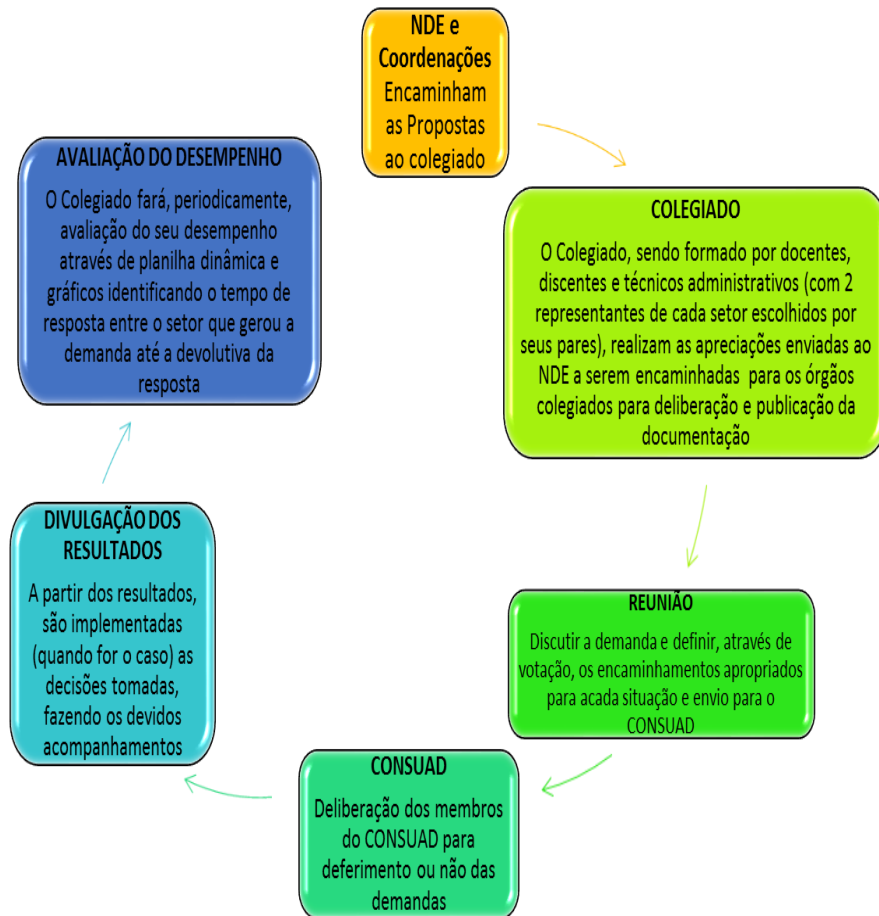 NDE e
Coordenações
Encaminham
as Propostas
ao colegiado
COLEGIADO
O Colegiado, sendo formado por docentes,
discentes e técnicos administrativos (com 2
representantes de cada setor escolhidos por
seus pares), realizam as apreciações enviadas ao
NDE a serem encaminhadas para os órgãos
colegiados para deliberação e publicação da
documentação
REUNIÃO
Discutir a demanda e definir, através de
votação, os encaminhamentos apropriados
para acada situação e envio para o
CONSUAD
CONSUAD
Deliberação dos membros
do CONSUAD para
deferimento ou não das
demandas
DIVULGAÇÃO DOS
RESULTADOS
A partir dos resultados,
são implementadas
(quando for o caso) as
decisões tomadas,
fazendo os devidos
acompanhamentos
AVALIAÇÃO DO DESEMPENHO
O Colegiado fará, periodicamente,
avaliação do seu desempenho
através de planilha dinâmica e
gráficos identificando o tempo de
resposta entre o setor que gerou a
demanda até a devolutiva da
resposta